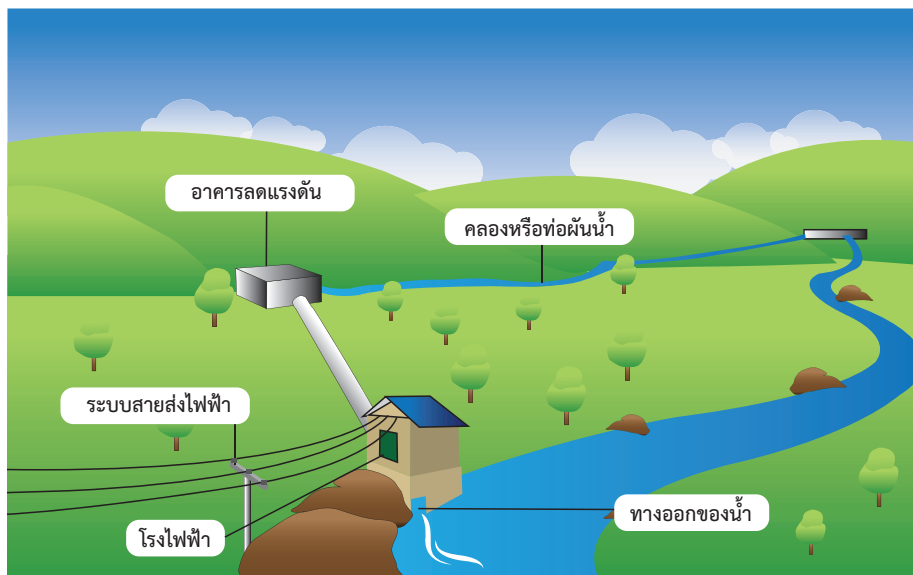 อาคารลดแรงดัน
คลองหรือท่อผันน้ำ
ระบบสายส่งไฟฟ้า
ทางออกของน้ำ
โรงไฟฟ้า